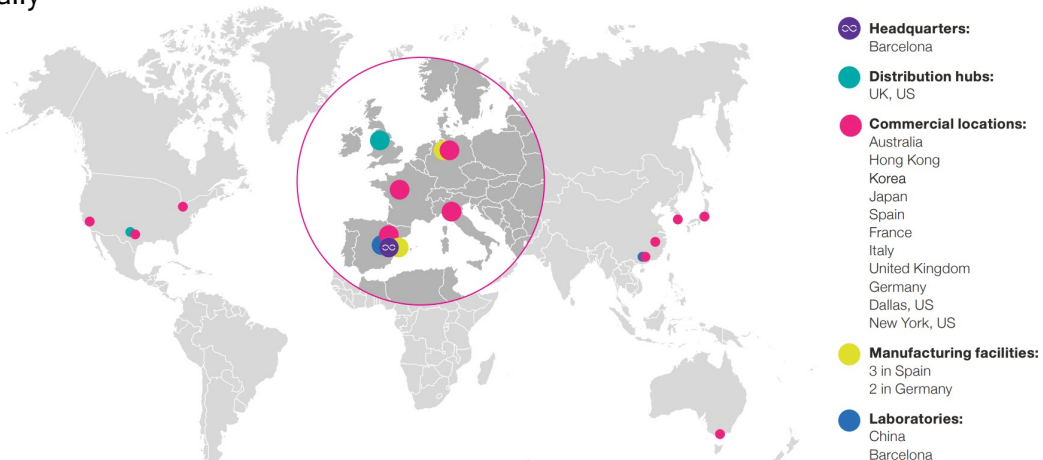 Headquarters:
Barcelona
Distribution hubs:
UK, US
Commercial locations:
Australia
Hong Kong
Korea
Japan
Spain
France
Italy
United Kingdom
Germany
Dallas, US
New York, US
Manufacturing facilities:
3 in Spain
2 in Germany
Laboratories:
China
Barcelona